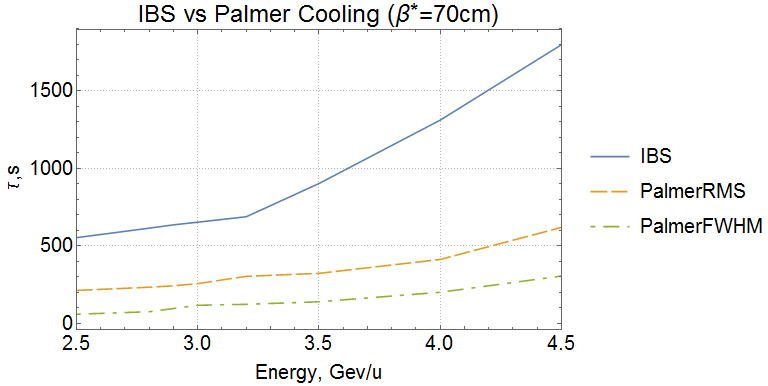 IBS vs Palmer Cooling (β*=70cm)
1500
1000
500
0
τ,s
2.5 3.0 3.5 4.0 4.5
Energy, Gev/u
IBS
PalmerRMS
PalmerFWHM